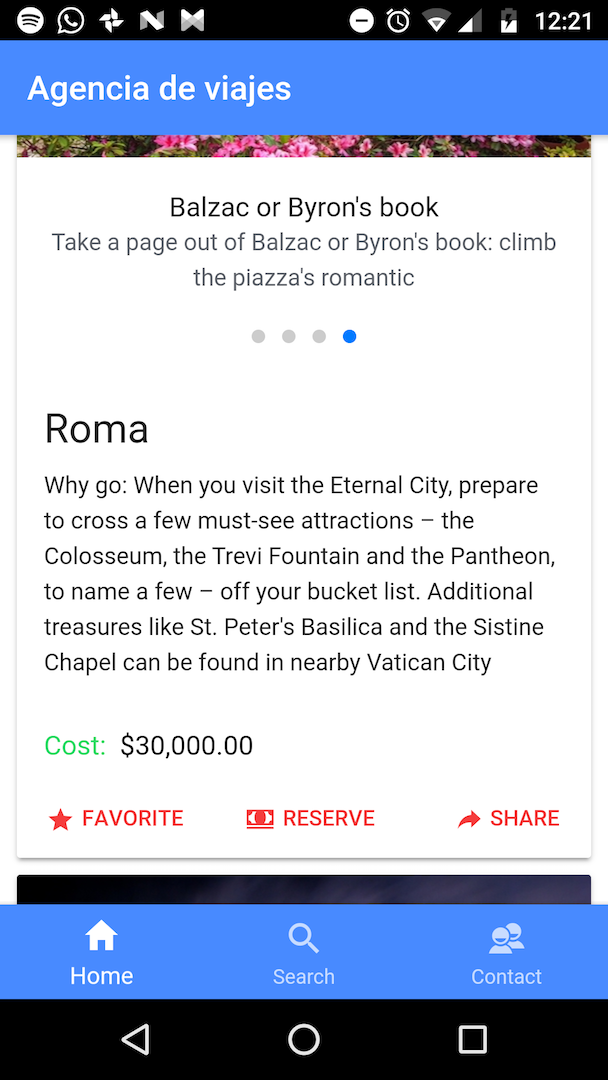 12:21
Agencia de viajes
Balzac or Byron's book
Take a page out of Balzac or Byron's book: climb
the piazza's romantic
Roma
Why go: When you visit the Eternal City, prepare
to cross a few must-see attractions – the
Colosseum, the Trevi Fountain and the Pantheon,
to name a few – off your bucket list. Additional
treasures like St. Peter's Basilica and the Sistine
Chapel can be found in nearby Vatican City
Cost: $30,000.00
FAVORITE RESERVE SHARE
Home Search Contact